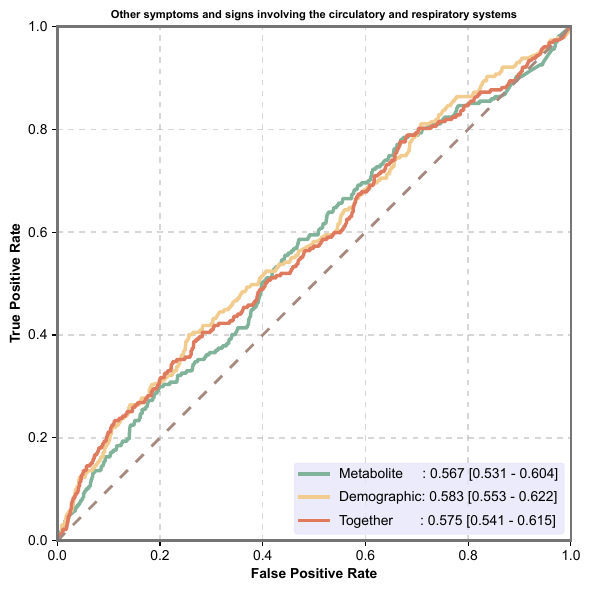 Other symptoms and signs involving the circulatory and respiratory systems
True Positive Rate
1.0
0.8
0.6
0.4
0.2
0.0
Metabolite : 0.567 [0.531 - 0.604]
Demographic: 0.583 [0.553 - 0.622]
Together : 0.575 [0.541 - 0.615]
0.0 0.2 0.4 0.6 0.8 1.0
False Positive Rate